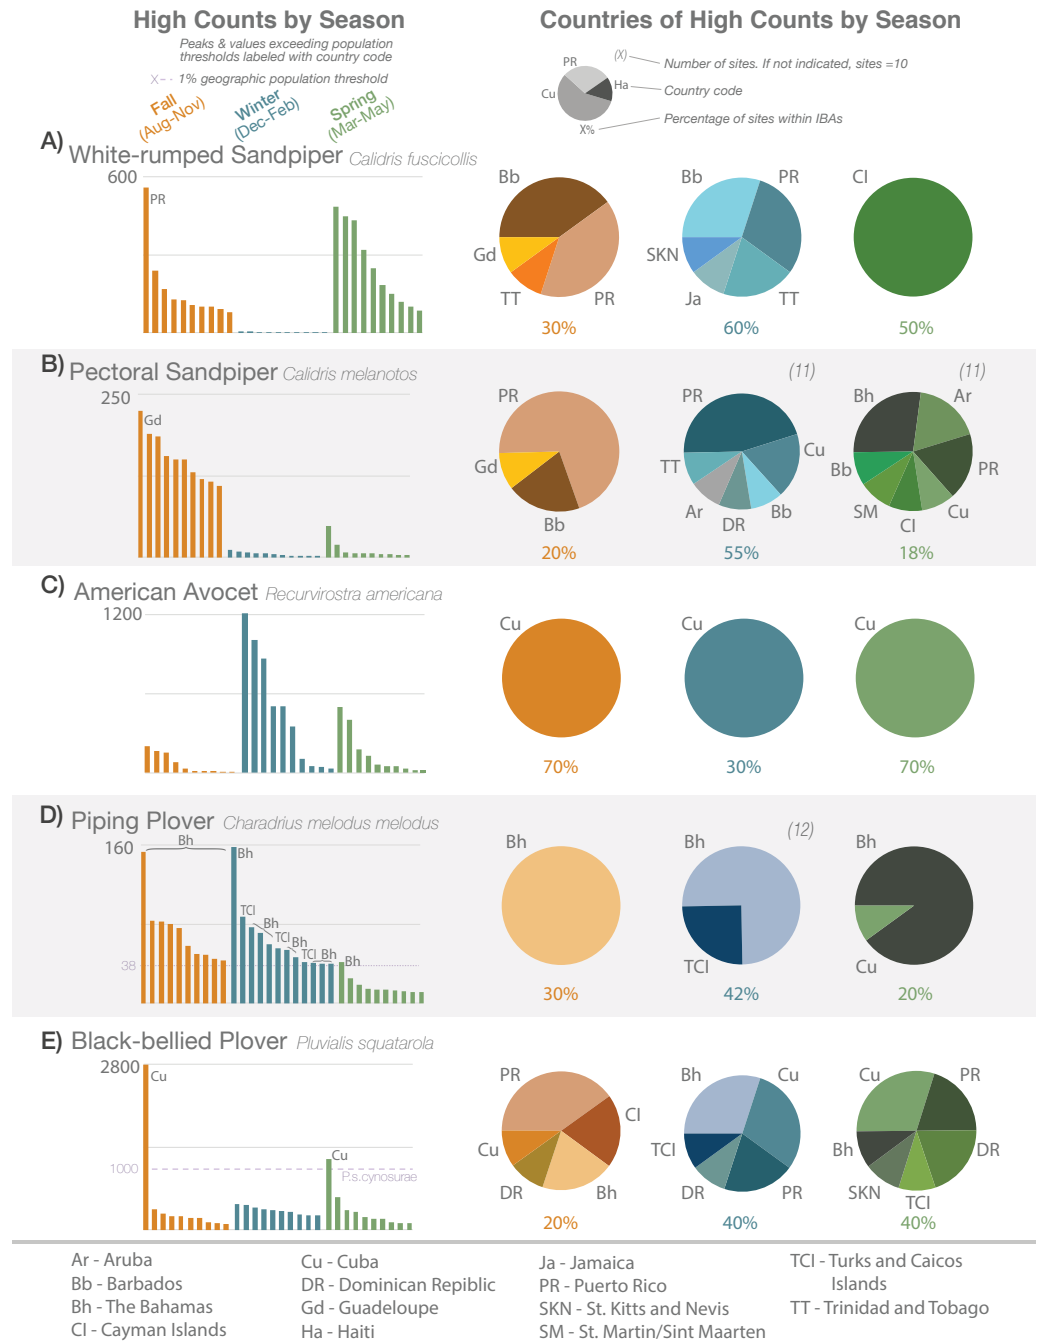 High Counts by Season
Countries of High Counts by Season
Peaks & values exceeding population
thresholds labeled with country code
X-- 1% geographic population threshold
Fall
(Aug-Nov)
Winter
(Dec-Feb)
Spring
(Mar-May)
PR
(X)
Number of sites. If not indicated, sites =10
Ha
Country code
Cu
X%
Percentage of sites within IBAs
A) White-rumped Sandpiper Calidris fuscicollis
600
PR
Bb
Gd
TT
PR
30%
Bb
PR
SKN
Ja
TT
60%
CI
50%
B) Pectoral Sandpiper Calidris melanotos
250
Gd
PR
Gd
Bb
20%
(11)
PR
Cu
TT
Ar
DR
Bb
55%
(11)
Bh
Ar
Bb
PR
SM
CI
Cu
18%
C) American Avocet Recurvirostra americana
1200
Cu
70%
Cu
30%
Cu
70%
D) Piping Plover Charadrius melodus melodus
160
38
Bh
Bh
TCI
Bh
TCI
Bh
TCI
Bh
Bh
Bh
30%
(12)
Bh
TCI
42%
Bh
Cu
20%
E) Black-bellied Plover Pluvialis squatarola
2800
Cu
1000
Cu
P.s.cynosurae
PR
CI
Cu
DR
Bh
20%
Bh
Cu
TCI
DR
PR
40%
Cu
PR
Bh
DR
SKN
TCI
40%
Ar - Aruba
Bb - Barbados
Bh - The Bahamas
CI - Cayman Islands
Cu - Cuba
DR - Dominican Repiblic
Gd - Guadeloupe
Ha - Haiti
Ja - Jamaica
PR - Puerto Rico
SKN - St. Kitts and Nevis
SM - St. Martin/Sint Maarten
TCI - Turks and Caicos
Islands
TT - Trinidad and Tobago